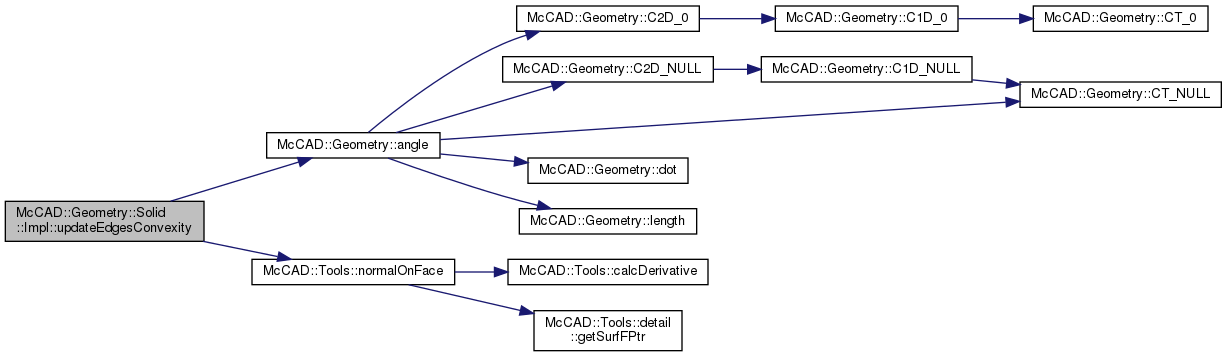 McCAD::Geometry::C2D_0
McCAD::Geometry::C1D_0
McCAD::Geometry::CT_0
McCAD::Geometry::C2D_NULL
McCAD::Geometry::C1D_NULL
McCAD::Geometry::CT_NULL
McCAD::Geometry::angle
McCAD::Geometry::dot
McCAD::Geometry::length
McCAD::Geometry::Solid
::Impl::updateEdgesConvexity
McCAD::Tools::normalOnFace
McCAD::Tools::calcDerivative
McCAD::Tools::detail
::getSurfFPtr